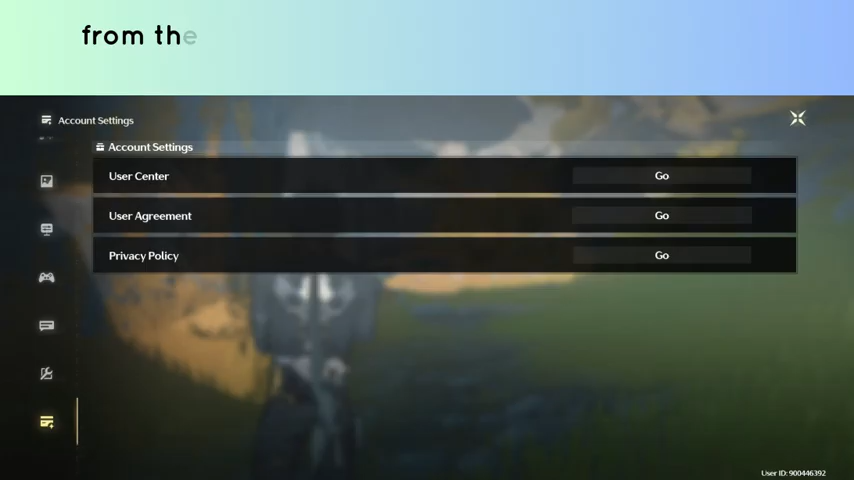 from the
Account Settings
Account Settings
User Center
Go
User Agreement
Go
Privacy Policy
Go
User ID: 900446392